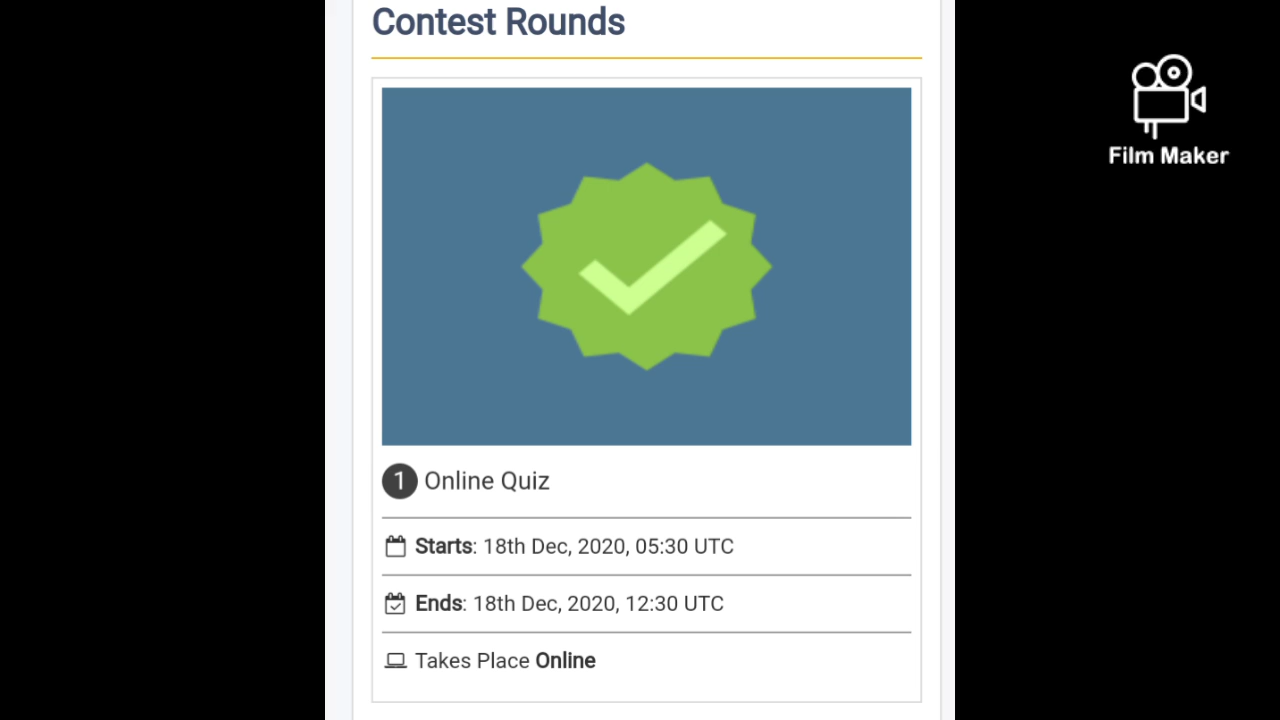 Contest Rounds
Film Maker
1 Online Quiz
Starts: 18th Dec, 2020, 05:30 UTC
Ends: 18th Dec, 2020, 12:30 UTC
Takes Place Online